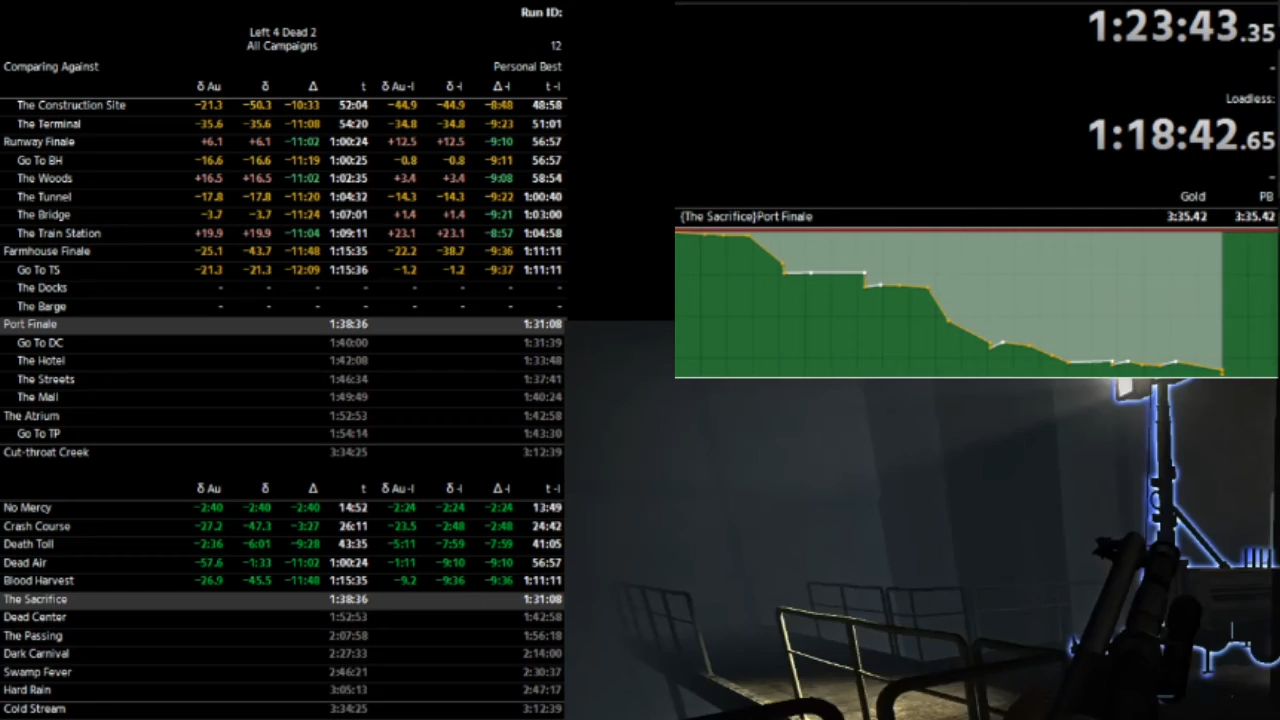 Run ID:
Left 4 Dead 2
All Campaigns
12
Comparing Against Personal Best
δ Au δ Δ t δ Au-l δ-l Δ-l t-l
The Construction Site −21.3 −50.3 −10:33 52:04 −44.9 −44.9 −8:48 48:58
The Terminal −35.6 −35.6 −11:08 54:20 −34.8 −34.8 −9:23 51:01
Runway Finale +6.1 +6.1 −11:02 1:00:24 +12.5 +12.5 −9:10 56:57
Go To BH −16.6 −16.6 −11:19 1:00:25 −0.8 −0.8 −9:11 56:57
The Woods +16.5 +16.5 −11:02 1:02:35 +3.4 +3.4 −9:08 58:54
The Tunnel −17.8 −17.8 −11:20 1:04:32 −14.3 −14.3 −9:22 1:00:40
The Bridge −3.7 −3.7 −11:24 1:07:01 +1.4 +1.4 −9:21 1:03:00
The Train Station +19.9 +19.9 −11:04 1:09:11 +23.1 +23.1 −8:57 1:04:58
Farmhouse Finale −25.1 −43.7 −11:48 1:15:35 −22.2 −38.7 −9:36 1:11:11
Go To TS −21.3 −21.3 −12:09 1:15:36 −1.2 −1.2 −9:37 1:11:11
The Docks - - - - - - - -
The Barge - - - - - - - -
Port Finale 1:38:36 1:31:08
Go To DC 1:40:00 1:31:39
The Hotel 1:42:08 1:33:48
The Streets 1:46:34 1:37:41
The Mall 1:49:49 1:40:24
The Atrium 1:52:53 1:42:58
Go To TP 1:54:14 1:43:30
Cut-throat Creek 3:34:25 3:12:39
δ Au δ Δ t δ Au-l δ-l Δ-l t-l
No Mercy −2:40 −2:40 −2:40 14:52 −2:24 −2:24 −2:24 13:49
Crash Course −27.2 −47.3 −3:27 26:11 −23.5 −2:48 −2:48 24:42
Death Toll −2:36 −6:01 −9:28 43:35 −5:11 −7:59 −7:59 41:05
Dead Air −57.6 −1:33 −11:02 1:00:24 −1:11 −9:10 −9:10 56:57
Blood Harvest −26.9 −45.5 −11:48 1:15:35 −9.2 −9:36 −9:36 1:11:11
The Sacrifice 1:38:36 1:31:08
Dead Center 1:52:53 1:42:58
The Passing 2:07:58 1:56:18
Dark Carnival 2:27:33 2:14:00
Swamp Fever 2:46:21 2:30:37
Hard Rain 3:05:13 2:47:17
Cold Stream 3:34:25 3:12:39
1:23:43.35
-
Loadless:
1:18:42.65
-
Gold PB
{The Sacrifice}Port Finale 3:35.42 3:35.42